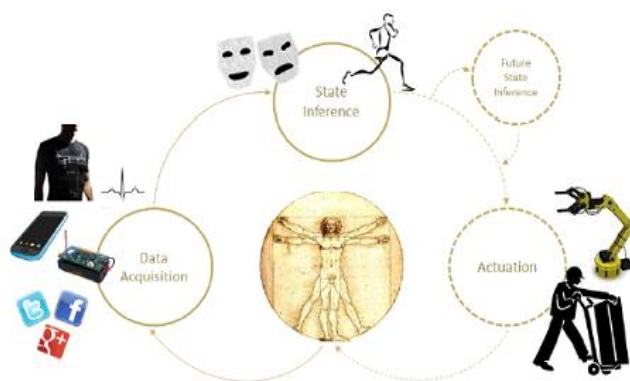 State
Inference
Future
State
Inference
Data
Acquisition
Actuation